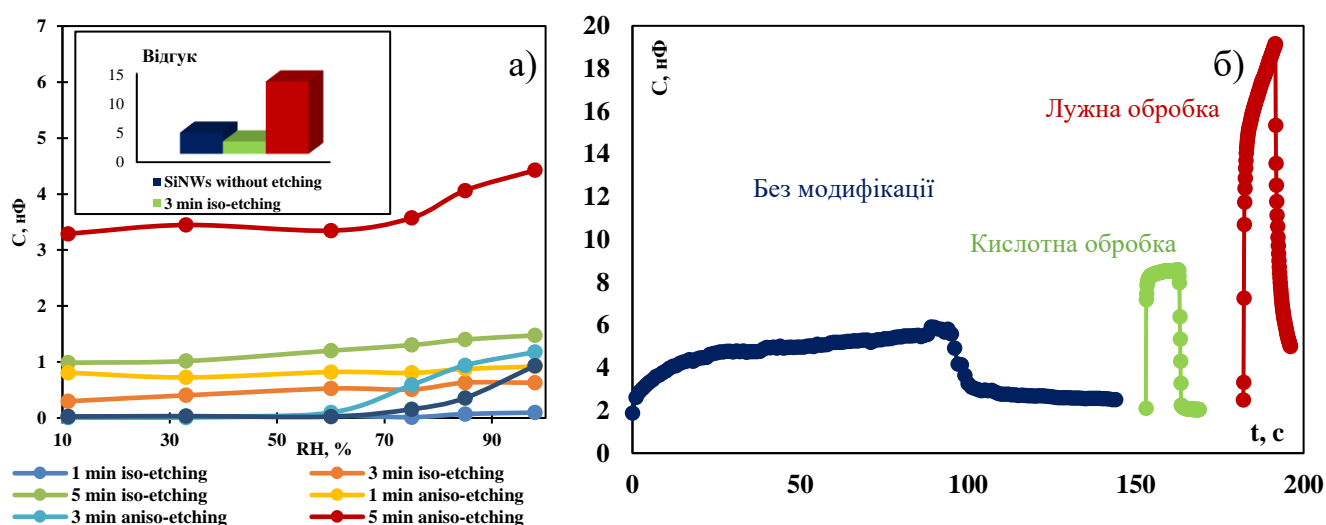 а)
Відгук
15
10
5
0
SiNWs without etching
3 min iso-etching
С, нФ
7
6
5
4
3
2
1
0
10 30 50 70 90
RH, %
1 min iso-etching 3 min iso-etching
5 min iso-etching 1 min aniso-etching
3 min aniso-etching 5 min aniso-etching
б)
С, нФ
20
18
16
14
12
10
8
6
4
2
0
Лужна обробка
Без модифікації
Кислотна обробка
t, с
0 50 100 150 200